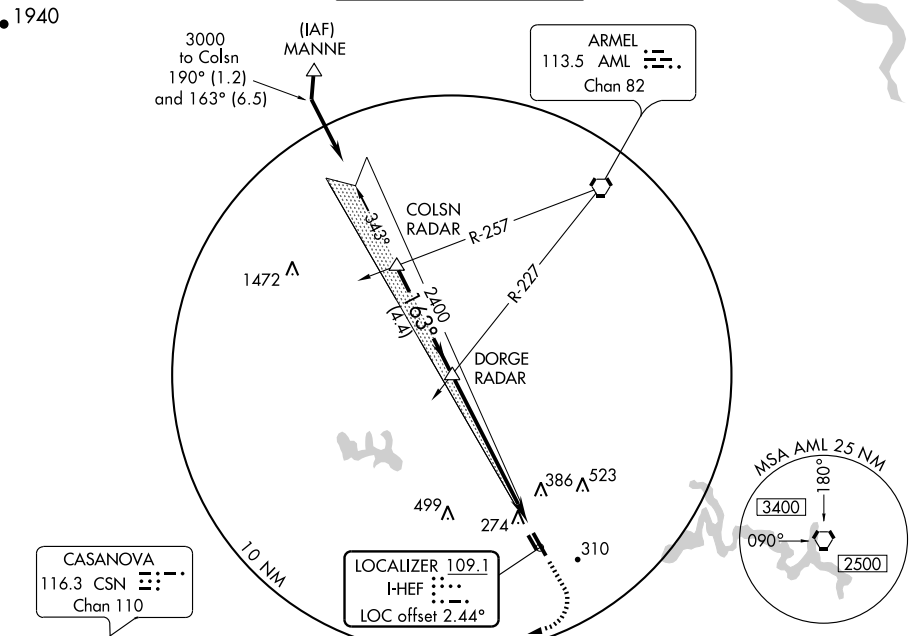 1940
(IAF)
MANNE
3000
to Colsn
190° (1.2)
and 163° (6.5)
ARMEL
113.5 AML
Chan 82
COLSN
RADAR
343°
R-257
1472
2400
163°
(4.4)
R-227
DORGE
RADAR
386
523
499
274
310
10 NM
LOCALIZER 109.1
I-HEF
LOC offset 2.44°
CASANOVA
116.3 CSN
Chan 110
MSA AML 25 NM
180°
3400
090°
2500